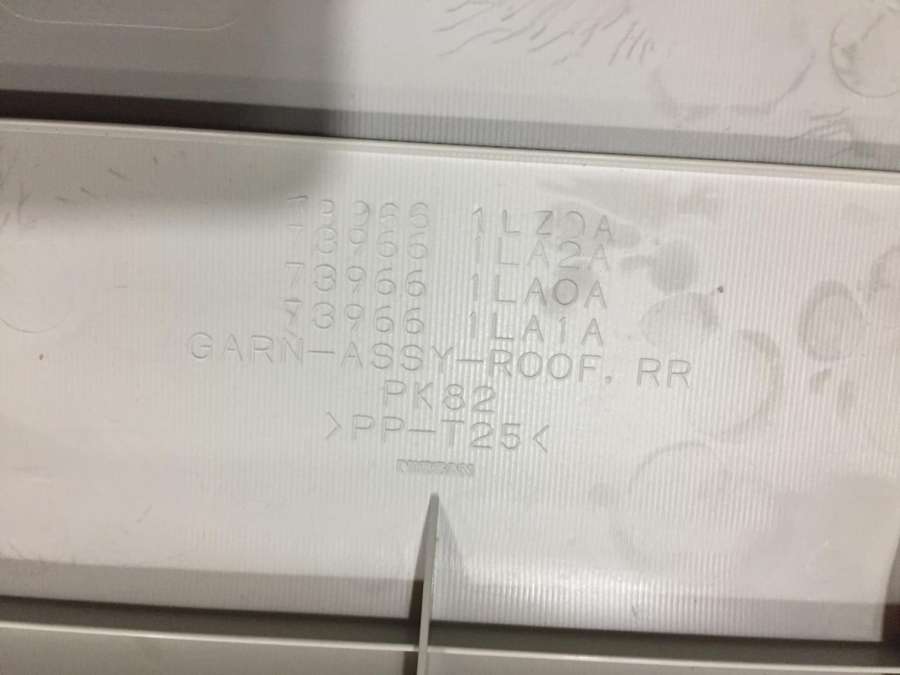 73966 1LZ0A
73966 1LA2A
73966 1LA0A
73966 1LA1A
GARN-ASSY-ROOF, RR
PK82
>PP-T25<
NISSAN